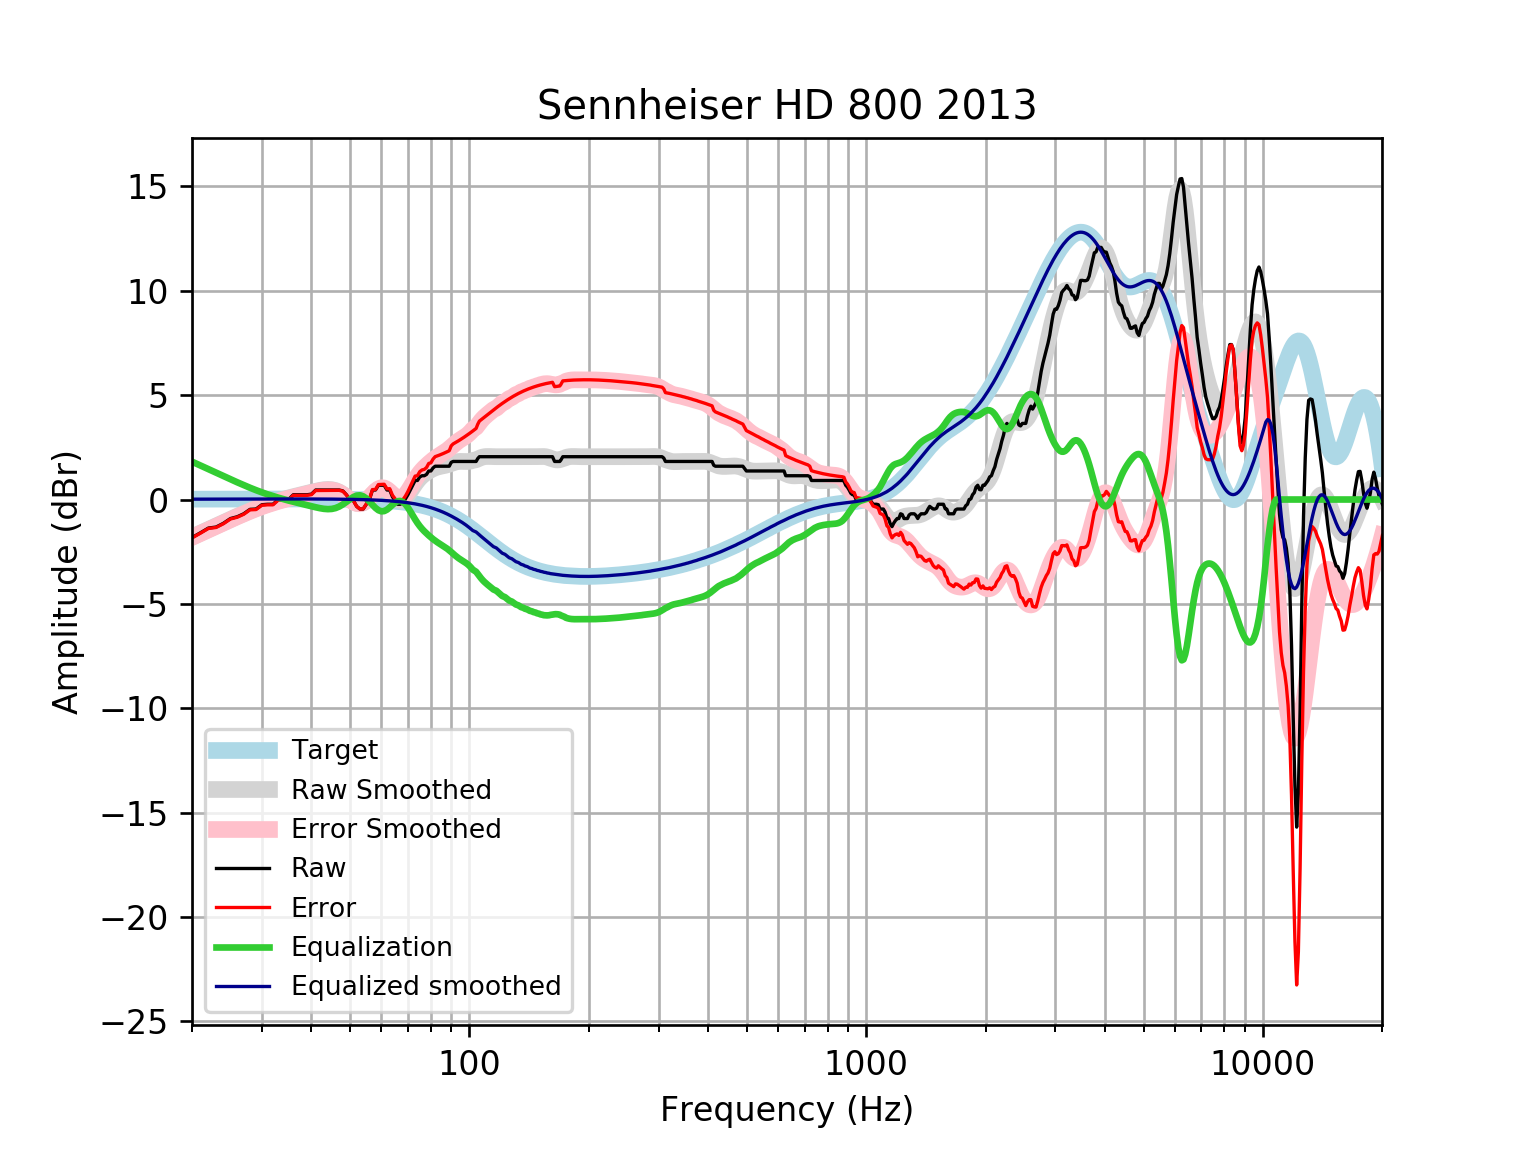 Sennheiser HD 800 2013
15
10
5
0
−5
−10
−15
−20
−25
Amplitude (dBr)
Target
Raw Smoothed
Error Smoothed
Raw
Error
Equalization
Equalized smoothed
100 1000 10000
Frequency (Hz)